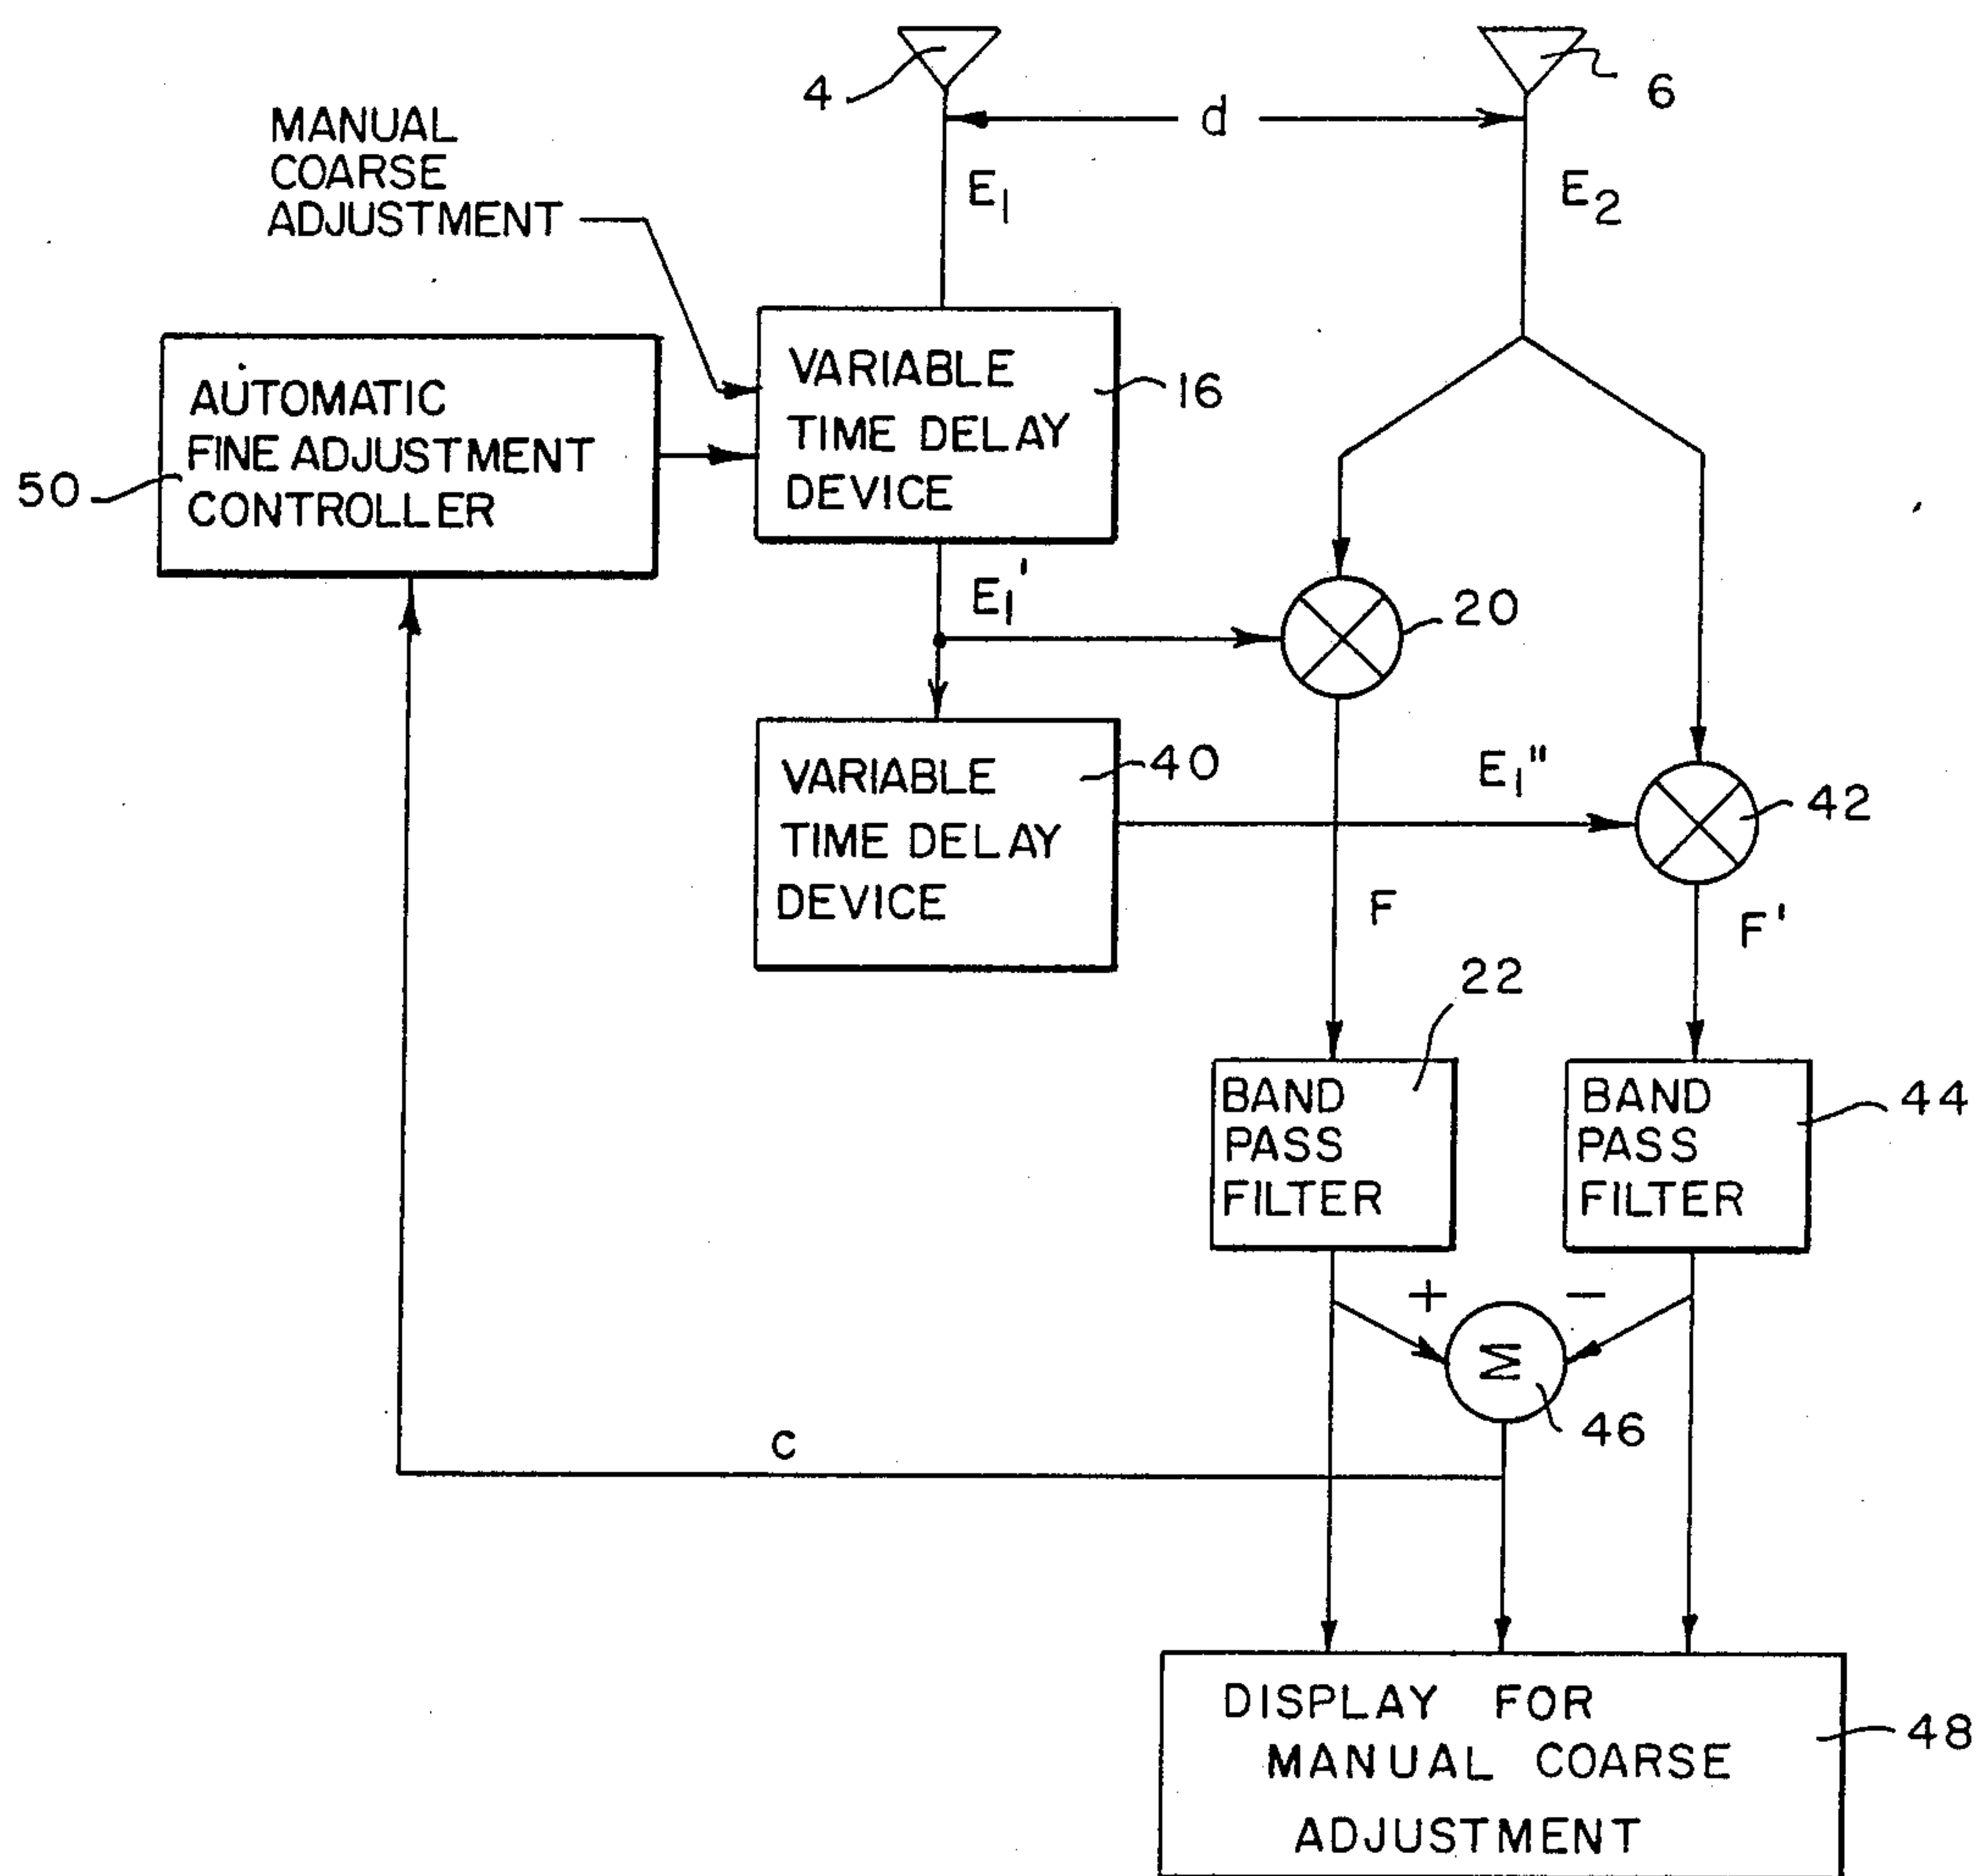 4
6
d
MANUAL
COARSE
ADJUSTMENT
E1
E2
AUTOMATIC
FINE ADJUSTMENT
CONTROLLER
50
VARIABLE
TIME DELAY
DEVICE
16
E1'
20
VARIABLE
TIME DELAY
DEVICE
40
E1"
42
F
F'
22
BAND
PASS
FILTER
BAND
PASS
FILTER
44
+
−
Σ
46
C
DISPLAY FOR
MANUAL COARSE
ADJUSTMENT
48